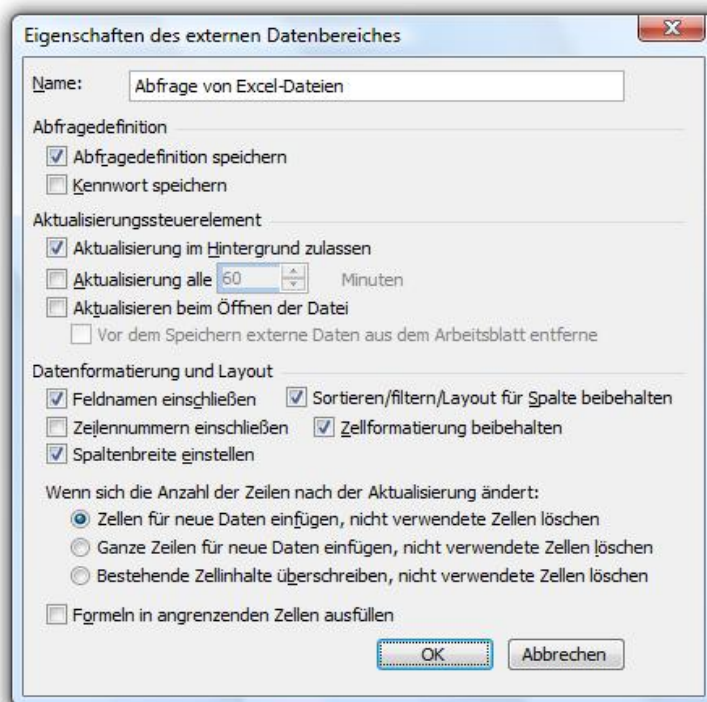 Eigenschaften des externen Datenbereiches
Name: Abfrage von Excel-Dateien
Abfragedefinition
Abfragedefinition speichern
Kennwort speichern
Aktualisierungssteuerelement
Aktualisierung im Hintergrund zulassen
Aktualisierung alle 60 Minuten
Aktualisieren beim Öffnen der Datei
Vor dem Speichern externe Daten aus dem Arbeitsblatt entferne
Datenformatierung und Layout
Feldnamen einschließen Sortieren/filtern/Layout für Spalte beibehalten
Zeilennummern einschließen Zellformatierung beibehalten
Spaltenbreite einstellen
Wenn sich die Anzahl der Zeilen nach der Aktualisierung ändert:
Zellen für neue Daten einfügen, nicht verwendete Zellen löschen
Ganze Zeilen für neue Daten einfügen, nicht verwendete Zellen löschen
Bestehende Zellinhalte überschreiben, nicht verwendete Zellen löschen
Formeln in angrenzenden Zellen ausfüllen
OK Abbrechen